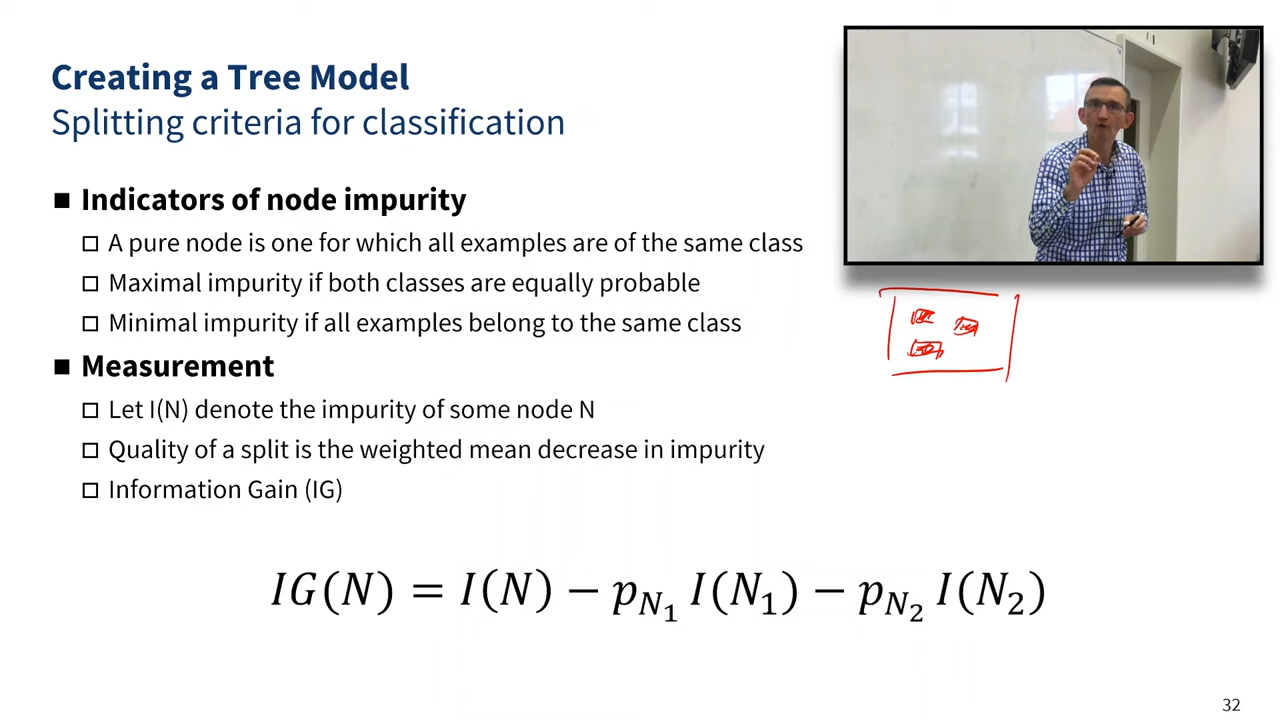 Creating a Tree Model
Splitting criteria for classification
■ Indicators of node impurity
□ A pure node is one for which all examples are of the same class
□ Maximal impurity if both classes are equally probable
□ Minimal impurity if all examples belong to the same class
■ Measurement
□ Let I(N) denote the impurity of some node N
□ Quality of a split is the weighted mean decrease in impurity
□ Information Gain (IG)
IG(N) = I(N) − p_{N_1} I(N_1) − p_{N_2} I(N_2)
32